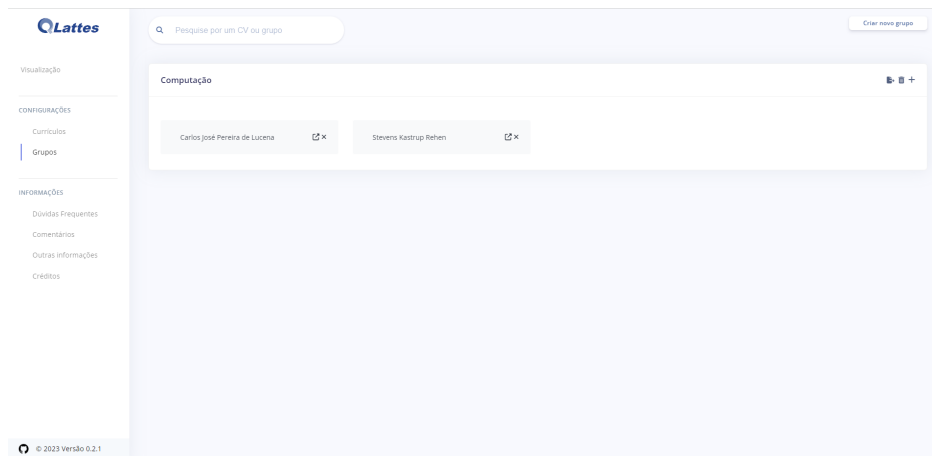 QLattes
Pesquise por um CV ou grupo
Criar novo grupo
Visualização
Computação
CONFIGURAÇÕES
Currículos
Carlos José Pereira de Lucena
Stevens Kastrup Rehen
Grupos
INFORMAÇÕES
Dúvidas Frequentes
Comentários
Outras informações
Créditos
© 2023 Versão 0.2.1